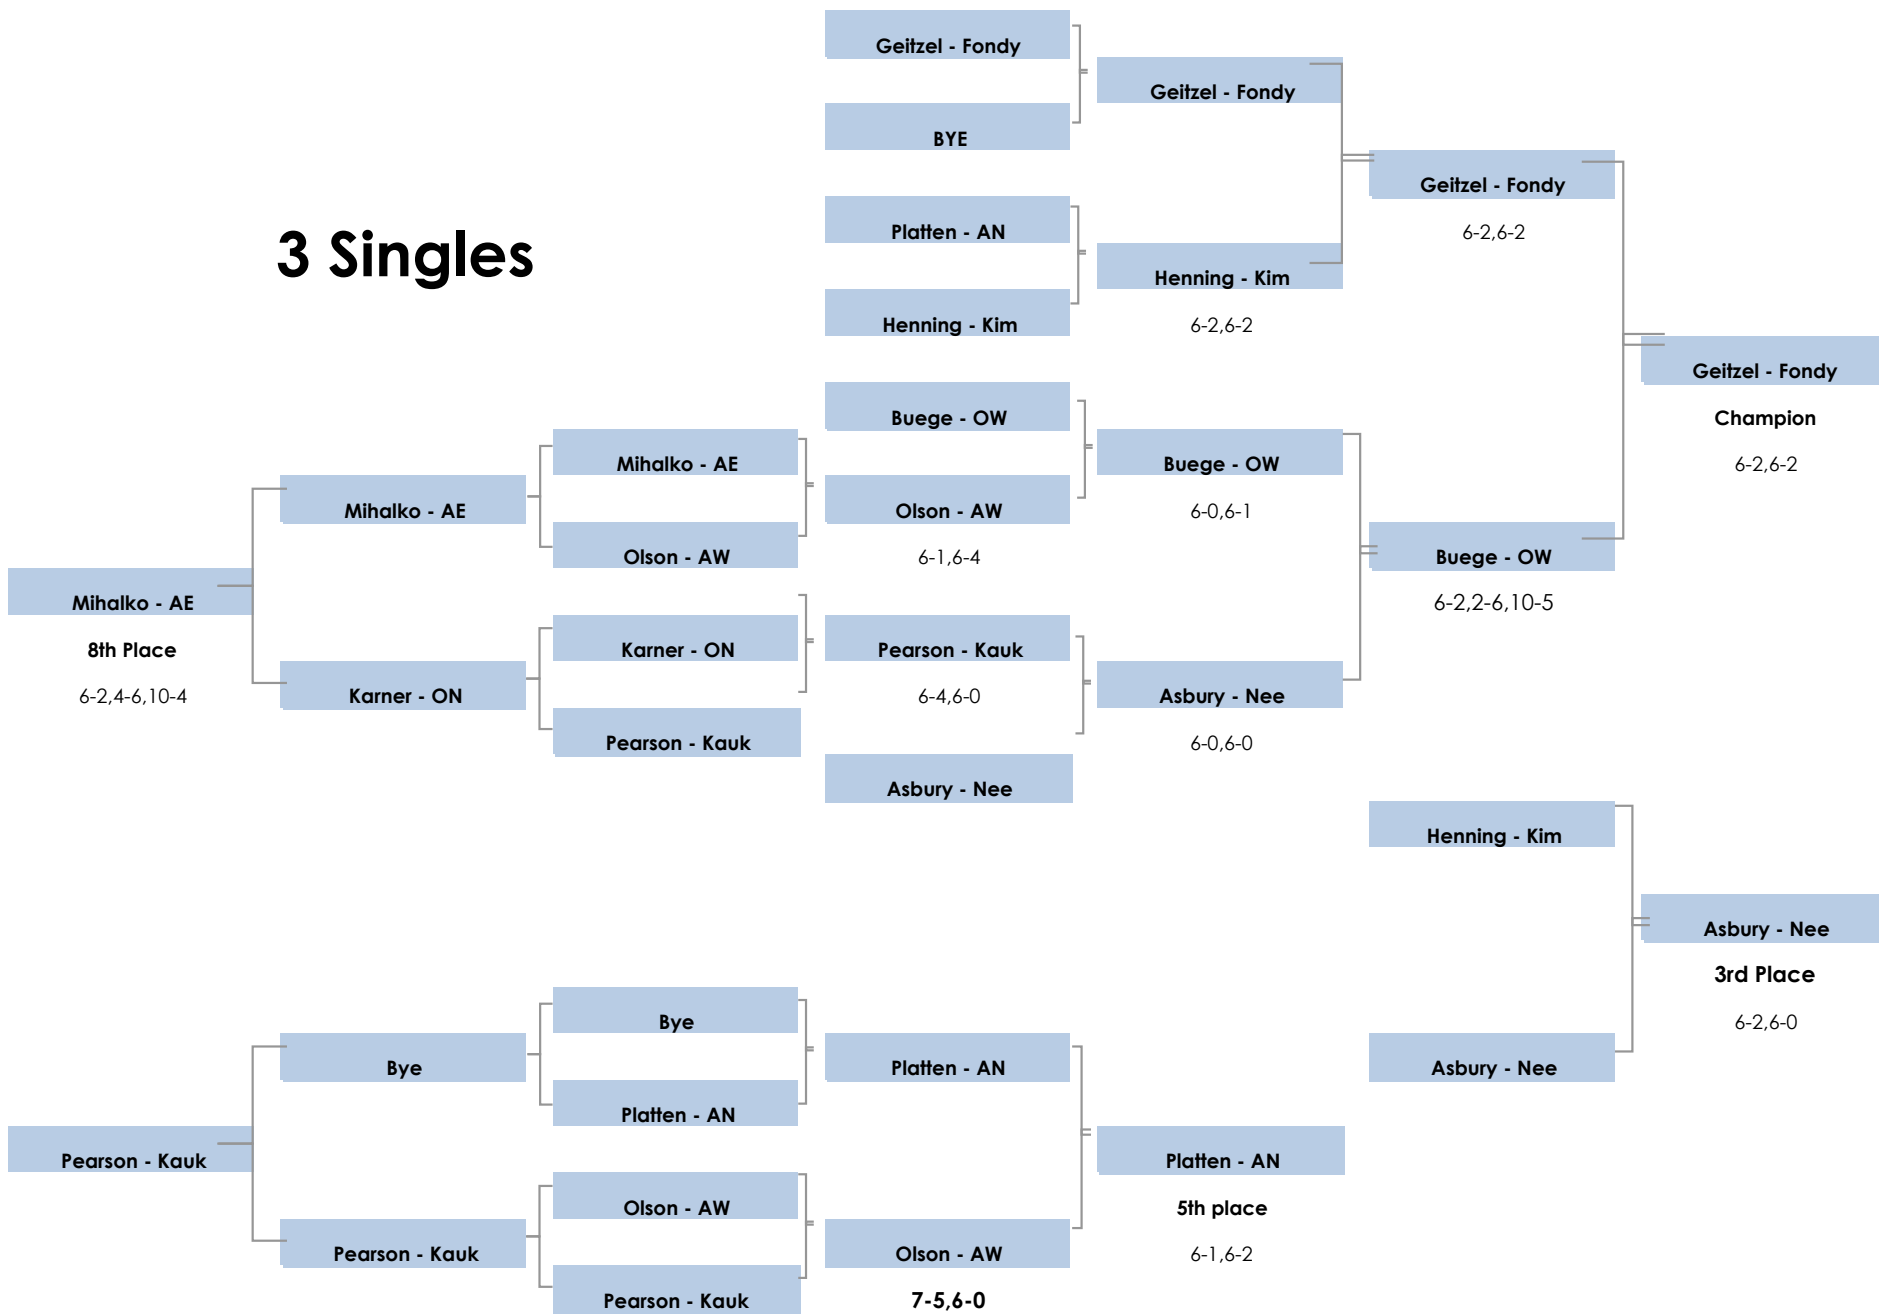 Geitzel - Fondy
Geitzel - Fondy
BYE
Geitzel - Fondy
6-2,6-2
3 Singles
Platten - AN
Henning - Kim
6-2,6-2
Henning - Kim
Geitzel - Fondy
Champion
6-2,6-2
Buege - OW
Buege - OW
6-0,6-1
Mihalko - AE
Mihalko - AE
Olson - AW
6-1,6-4
Olson - AW
Buege - OW
6-2,2-6,10-5
Mihalko - AE
8th Place
6-2,4-6,10-4
Karner - ON
Karner - ON
Pearson - Kauk
6-4,6-0
Asbury - Nee
6-0,6-0
Pearson - Kauk
Asbury - Nee
Henning - Kim
Asbury - Nee
3rd Place
6-2,6-0
Asbury - Nee
Bye
Bye
Platten - AN
Platten - AN
Pearson - Kauk
Platten - AN
5th place
6-1,6-2
Olson - AW
Pearson - Kauk
Olson - AW
7-5,6-0
Pearson - Kauk